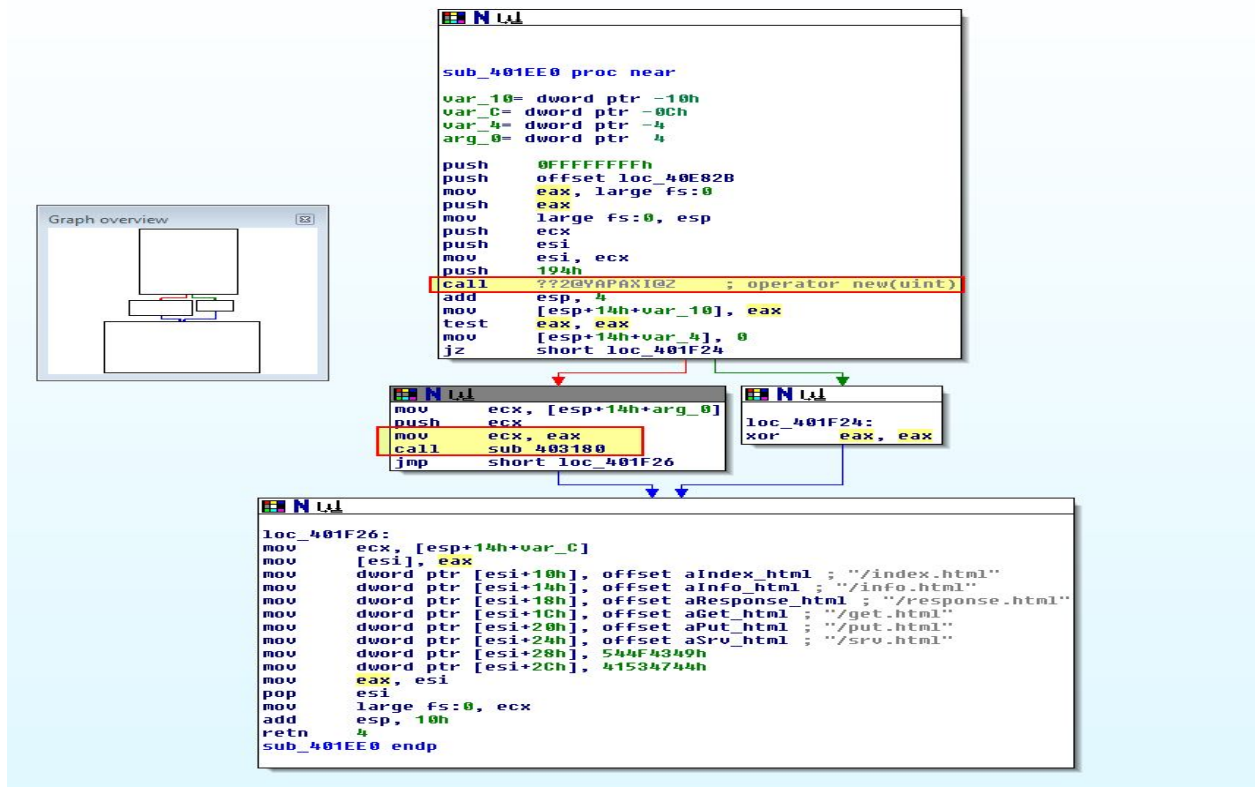 sub_401EE0 proc near
var_10= dword ptr -10h
var_C= dword ptr -0Ch
var_4= dword ptr -4
arg_0= dword ptr  4
push 0FFFFFFFFh
push offset loc_40E82B
mov eax, large fs:0
push eax
mov large fs:0, esp
push ecx
push esi
mov esi, ecx
push 194h
call ??2@YAPAXI@Z ; operator new(uint)
add esp, 4
mov [esp+14h+var_10], eax
test eax, eax
mov [esp+14h+var_4], 0
jz short loc_401F24
Graph overview
mov ecx, [esp+14h+arg_0]
push ecx
mov ecx, eax
call sub_403180
jmp short loc_401F26
loc_401F24:
xor eax, eax
loc_401F26:
mov ecx, [esp+14h+var_C]
mov [esi], eax
mov dword ptr [esi+10h], offset aIndex_html ; "/index.html"
mov dword ptr [esi+14h], offset aInfo_html ; "/info.html"
mov dword ptr [esi+18h], offset aResponse_html ; "/response.html"
mov dword ptr [esi+1Ch], offset aGet_html ; "/get.html"
mov dword ptr [esi+20h], offset aPut_html ; "/put.html"
mov dword ptr [esi+24h], offset aSrv_html ; "/srv.html"
mov dword ptr [esi+28h], 544F4349h
mov dword ptr [esi+2Ch], 41534744h
mov eax, esi
pop esi
mov large fs:0, ecx
add esp, 10h
retn 4
sub_401EE0 endp